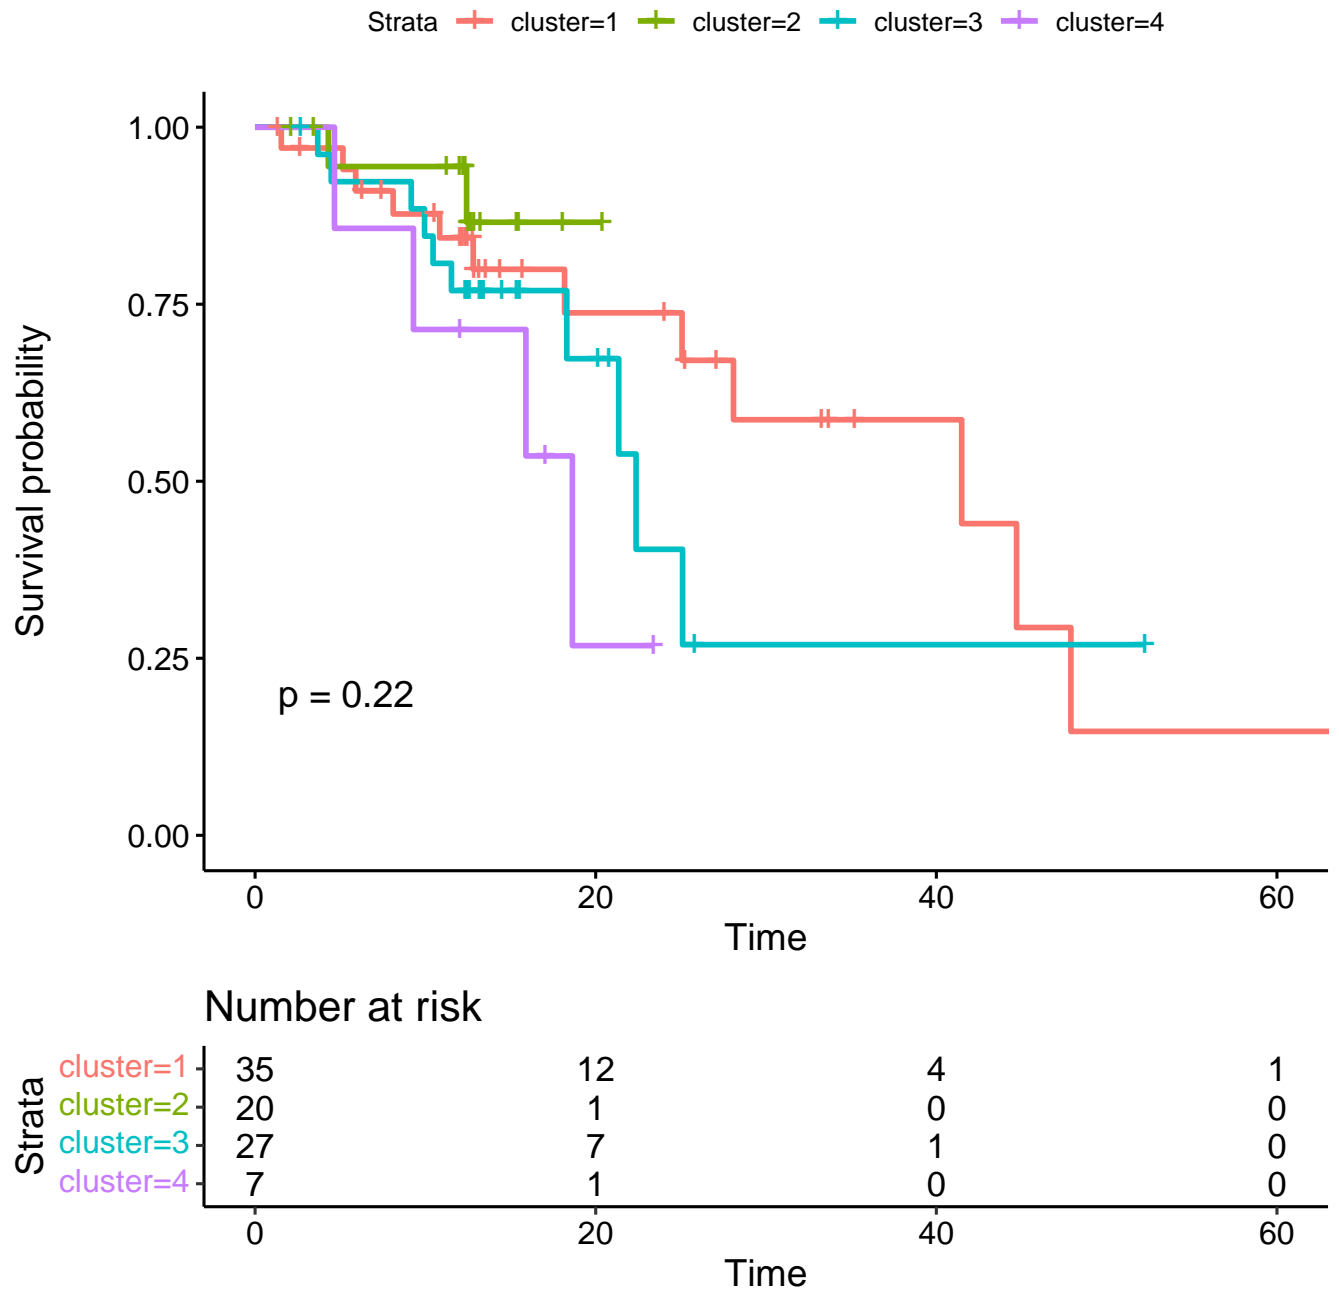 Strata cluster=1 cluster=2 cluster=3 cluster=4
Survival probability
1.00
0.75
0.50
0.25
0.00
p = 0.22
0 20 40 60
Time
Number at risk
Strata
cluster=1 35 12 4 1
cluster=2 20 1 0 0
cluster=3 27 7 1 0
cluster=4 7 1 0 0
0 20 40 60
Time